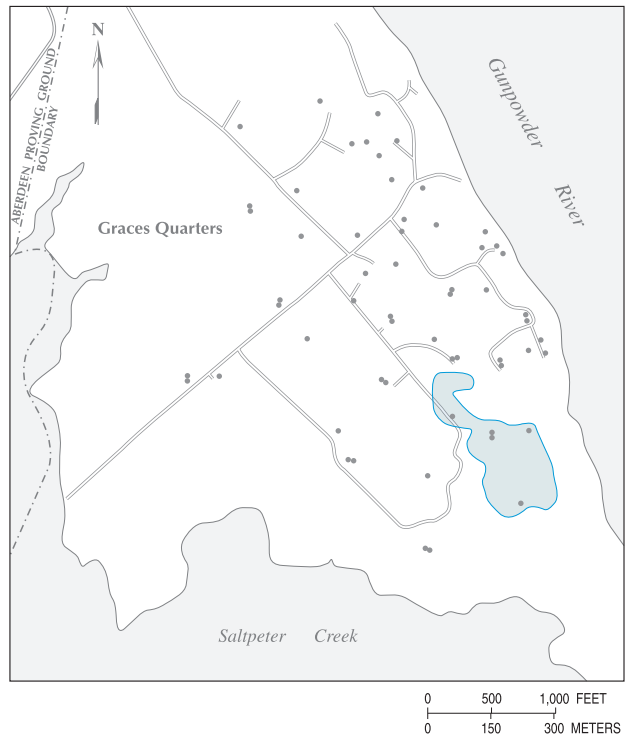 N
ABERDEEN PROVING GROUND
BOUNDARY
Gunpowder
River
Graces Quarters
Saltpeter Creek
0 500 1,000 FEET
0 150 300 METERS